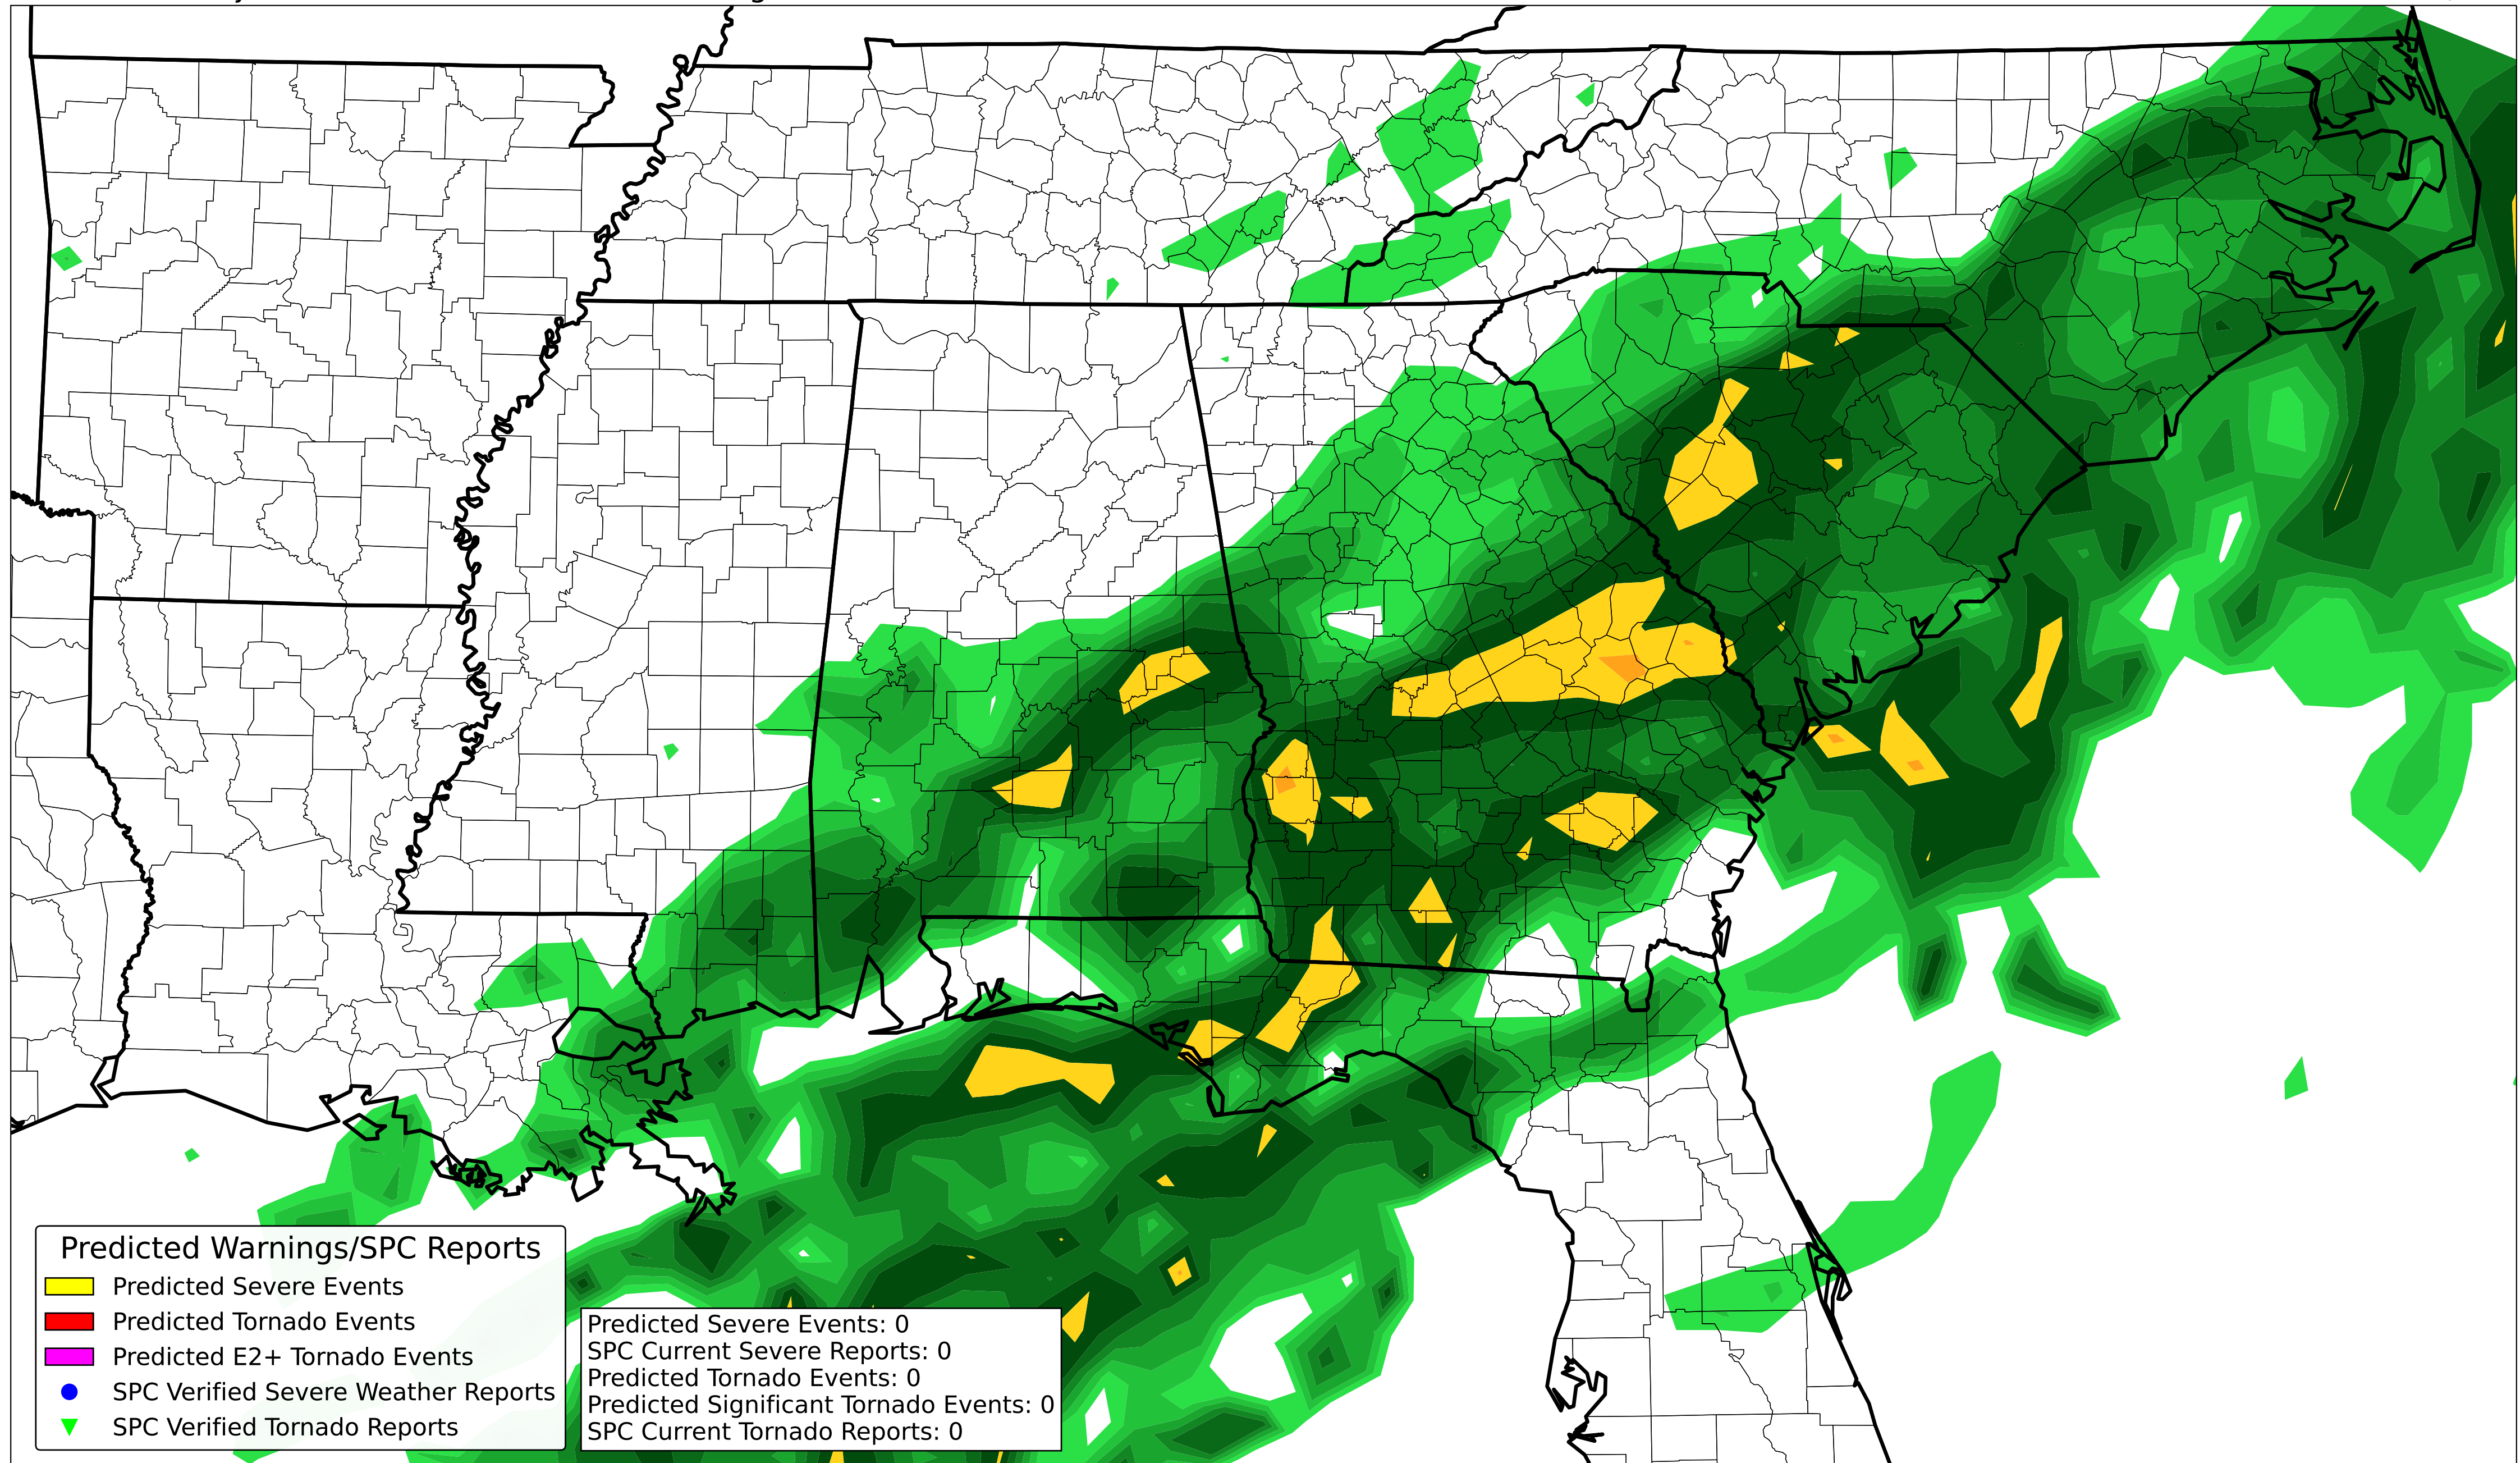 Predicted Warnings/SPC Reports
Predicted Severe Events
Predicted Tornado Events
Predicted E2+ Tornado Events
SPC Verified Severe Weather Reports
SPC Verified Tornado Reports
Predicted Severe Events: 0
SPC Current Severe Reports: 0
Predicted Tornado Events: 0
Predicted Significant Tornado Events: 0
SPC Current Tornado Reports: 0